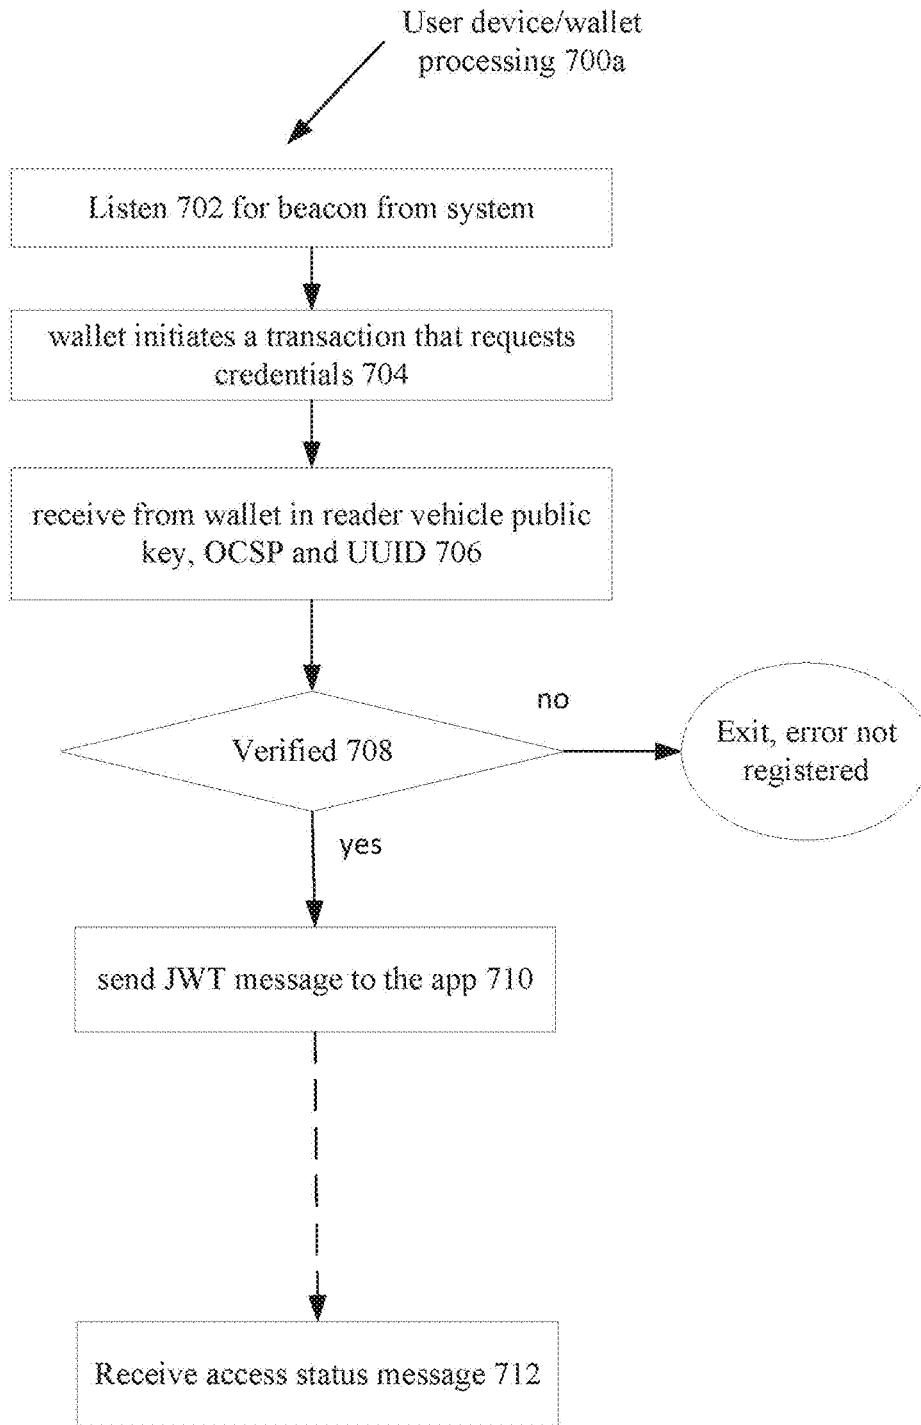 User device/wallet
processing 700a
Listen 702 for beacon from system
wallet initiates a transaction that requests
credentials 704
receive from wallet in reader vehicle public
key, OCSP and UUID 706
Verified 708
no
Exit, error not
registered
yes
send JWT message to the app 710
Receive access status message 712